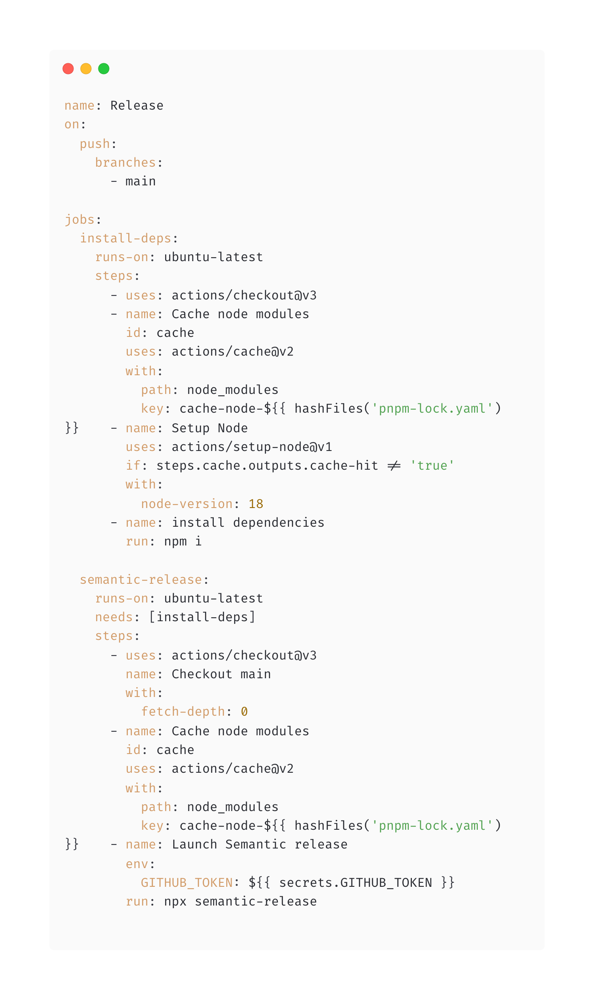 name: Release
on:
  push:
    branches:
      - main

jobs:
  install-deps:
    runs-on: ubuntu-latest
    steps:
      - uses: actions/checkout@v3
      - name: Cache node modules
        id: cache
        uses: actions/cache@v2
        with:
          path: node_modules
          key: cache-node-${{ hashFiles('pnpm-lock.yaml')
}}    - name: Setup Node
        uses: actions/setup-node@v1
        if: steps.cache.outputs.cache-hit != 'true'
        with:
          node-version: 18
      - name: install dependencies
        run: npm i

  semantic-release:
    runs-on: ubuntu-latest
    needs: [install-deps]
    steps:
      - uses: actions/checkout@v3
        name: Checkout main
        with:
          fetch-depth: 0
      - name: Cache node modules
        id: cache
        uses: actions/cache@v2
        with:
          path: node_modules
          key: cache-node-${{ hashFiles('pnpm-lock.yaml')
}}    - name: Launch Semantic release
        env:
          GITHUB_TOKEN: ${{ secrets.GITHUB_TOKEN }}
        run: npx semantic-release